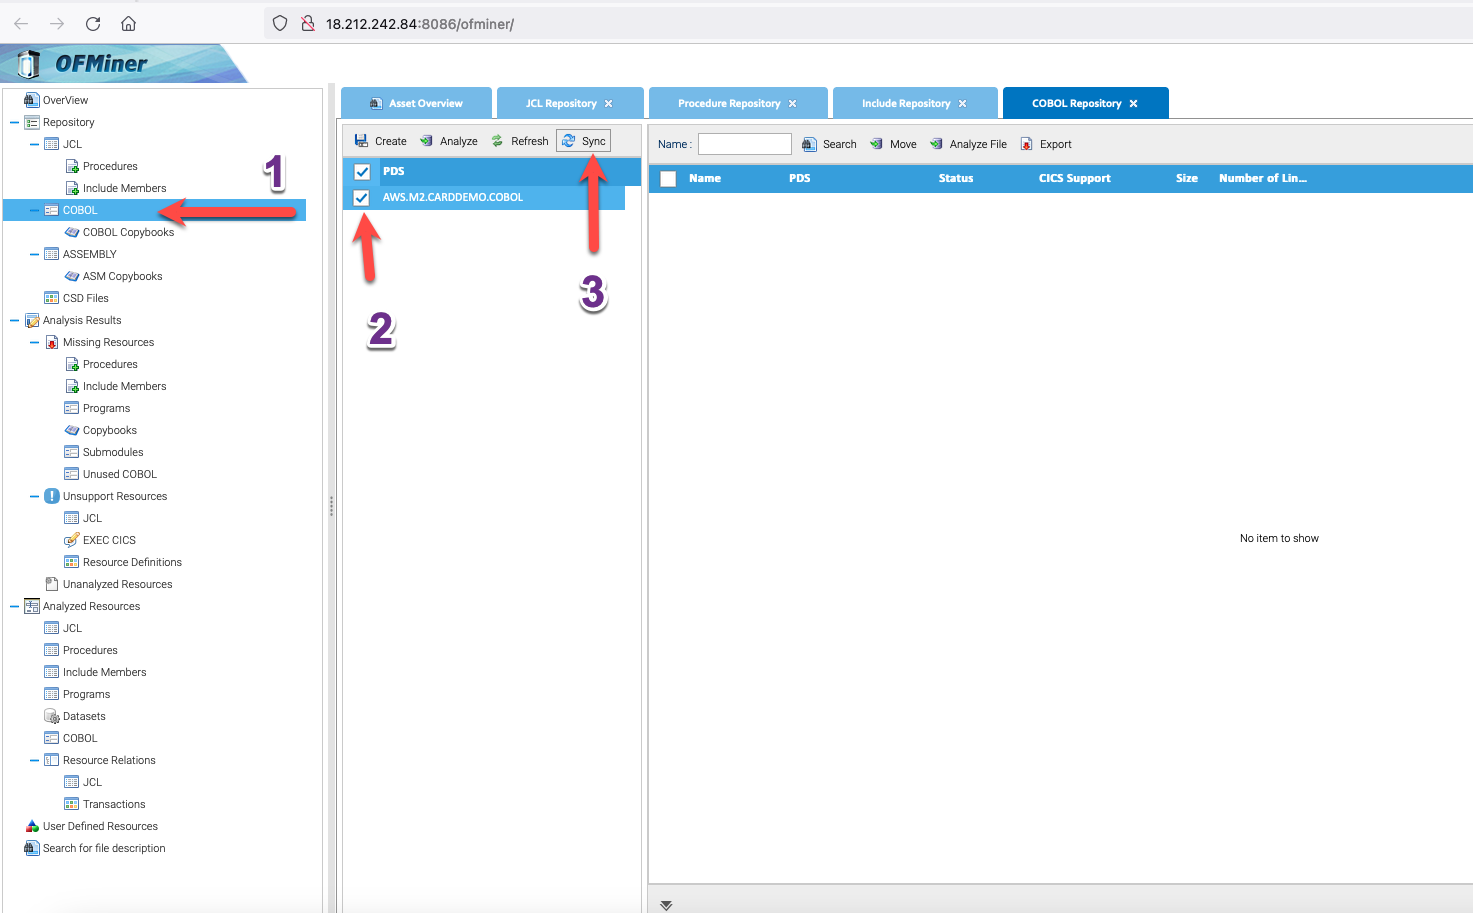 18.212.242.84:8086/ofminer/
OFMiner
OverView
Repository
JCL
Procedures
Include Members
COBOL
COBOL Copybooks
ASSEMBLY
ASM Copybooks
CSD Files
Analysis Results
Missing Resources
Procedures
Include Members
Programs
Copybooks
Submodules
Unused COBOL
Unsupport Resources
JCL
EXEC CICS
Resource Definitions
Unanalyzed Resources
Analyzed Resources
JCL
Procedures
Include Members
Programs
Datasets
COBOL
Resource Relations
JCL
Transactions
User Defined Resources
Search for file description
1
Asset Overview JCL Repository Procedure Repository Include Repository COBOL Repository
Create Analyze Refresh Sync
PDS
AWS.M2.CARDDEMO.COBOL
2
3
Name : Search Move Analyze File Export
Name PDS Status CICS Support Size Number of Lin...
No item to show